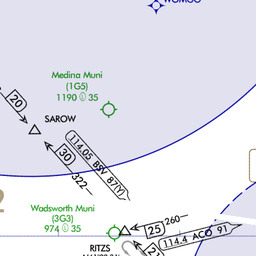 Medina Muni
(1G5)
1190 35
20
SAROW
114.05 BSV 87(Y)
30
322
Wadsworth Muni
(3G3)
974 35
260
25
RITZS
114.4 ACO 91